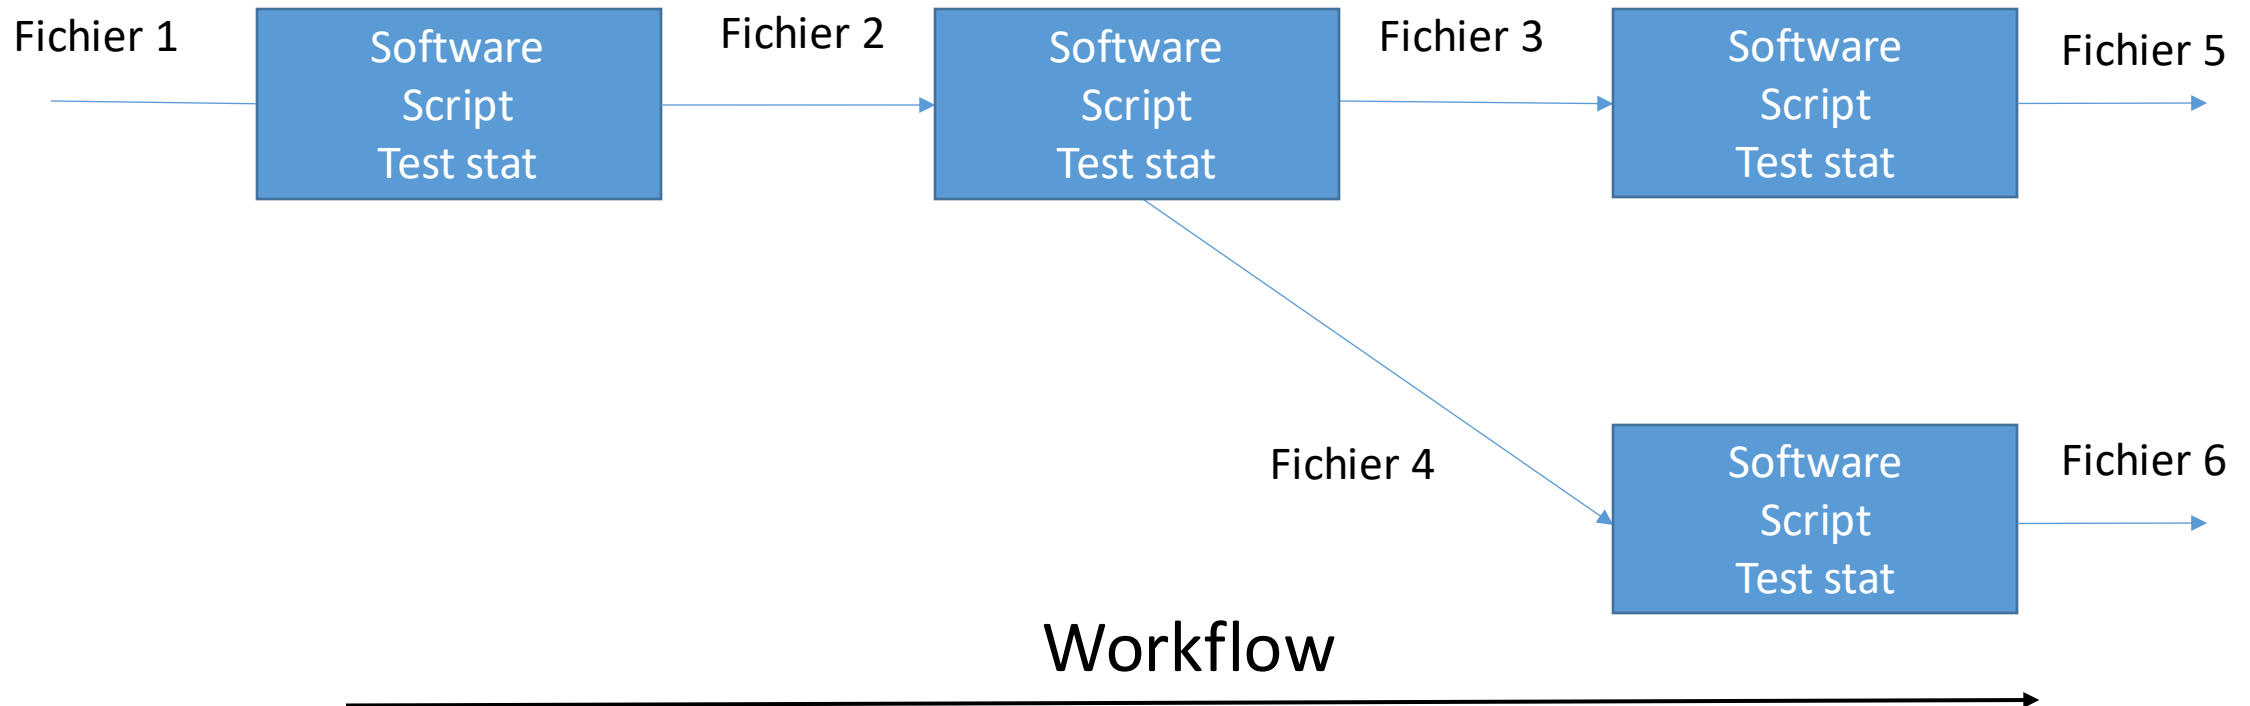 Fichier 1
Software
Script
Test stat
Fichier 2
Software
Script
Test stat
Fichier 3
Software
Script
Test stat
Fichier 5
Fichier 4
Software
Script
Test stat
Fichier 6
Workflow